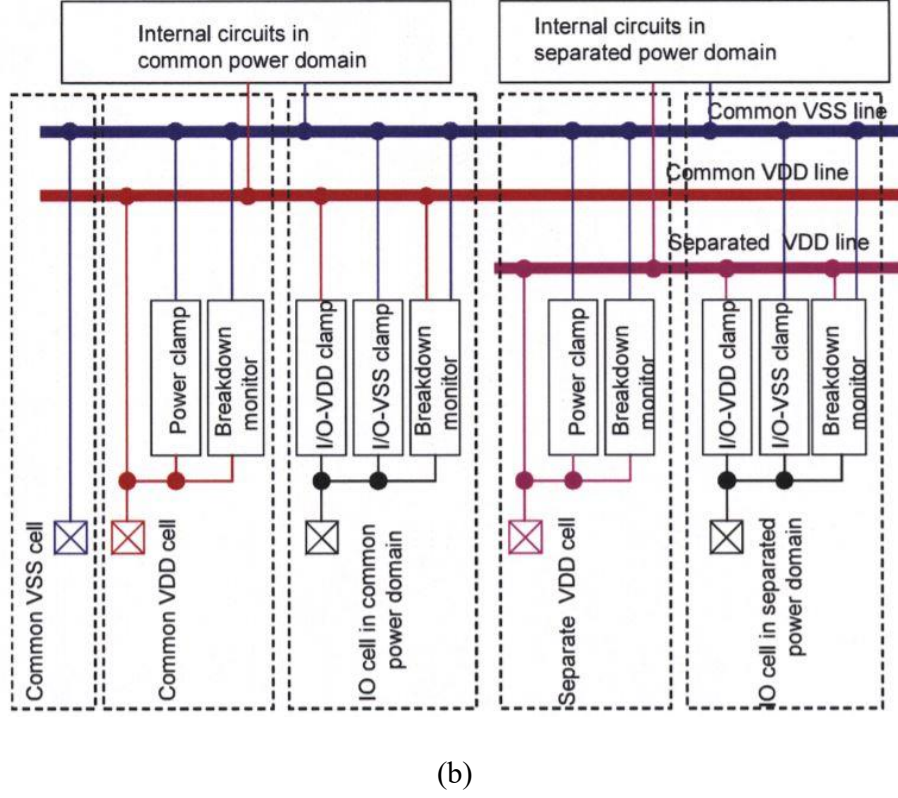 Internal circuits in
common power domain
Internal circuits in
separated power domain
Common VSS line
Common VDD line
Separated VDD line
Power clamp
Breakdown
monitor
I/O-VDD clamp
I/O-VSS clamp
Breakdown
monitor
Power clamp
Breakdown
monitor
I/O-VDD clamp
I/O-VSS clamp
Breakdown
monitor
Common VSS cell
Common VDD cell
IO cell in common
power domain
Separate VDD cell
IO cell in separated
power domain
(b)